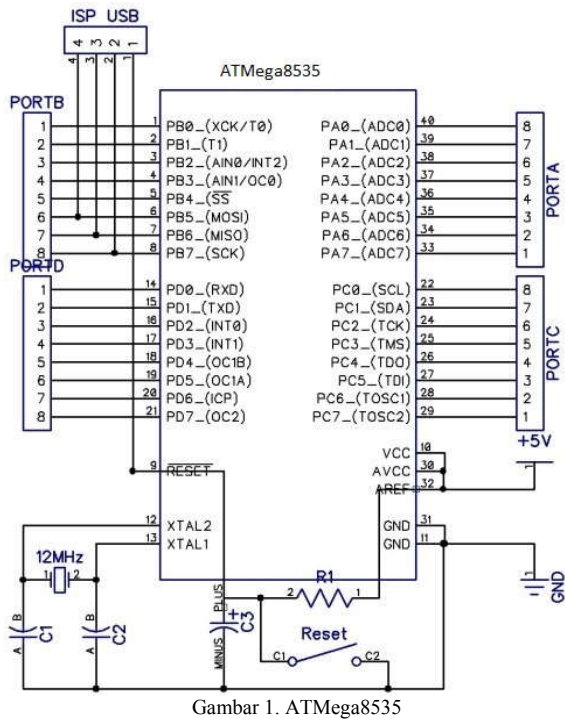 ISP USB
4 3 2 1
4 3 2 1
ATMega8535
PORTB
1 1 PB0_(XCK/T0) PA0_(ADC0) 40 8
2 2 PB1_(T1) PA1_(ADC1) 39 7
3 3 PB2_(AIN0/INT2) PA2_(ADC2) 38 6
4 4 PB3_(AIN1/OC0) PA3_(ADC3) 37 5
5 5 PB4_(SS PA4_(ADC4) 36 4
6 6 PB5_(MOSI) PA5_(ADC5) 35 3
7 7 PB6_(MISO) PA6_(ADC6) 34 2
8 8 PB7_(SCK) PA7_(ADC7) 33 1
PORTA
PORTD
1 14 PD0_(RXD) PC0_(SCL) 22 8
2 15 PD1_(TXD) PC1_(SDA) 23 7
3 16 PD2_(INT0) PC2_(TCK) 24 6
4 17 PD3_(INT1) PC3_(TMS) 25 5
5 18 PD4_(OC1B) PC4_(TDO) 26 4
6 19 PD5_(OC1A) PC5_(TDI) 27 3
7 20 PD6_(ICP) PC6_(TOSC1) 28 2
8 21 PD7_(OC2) PC7_(TOSC2) 29 1
PORTC
+5V
VCC 10
9 RESET AVCC 30
AREF 32 1
12 XTAL2 GND 31
13 XTAL1 GND 11
12MHz
1 2
1 GND
R1
2 1
PLUS
+
C3
MINUS
B A C1
B A C2
Reset
C1 C2
Gambar 1. ATMega8535